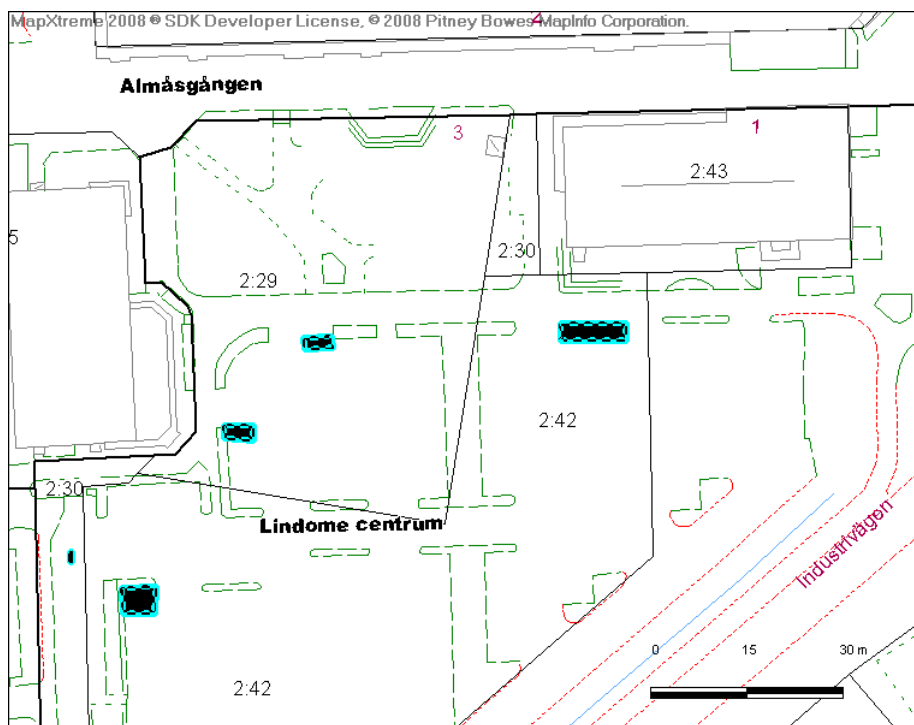 MapXtreme 2008 ® SDK Developer License, © 2008 Pitney Bowes MapInfo Corporation.
2
Almåsgången
3
1
2:43
5
2:30
2:29
2:42
2:30
Lindome centrum
Industrivägen
0 15 30 m
2:42